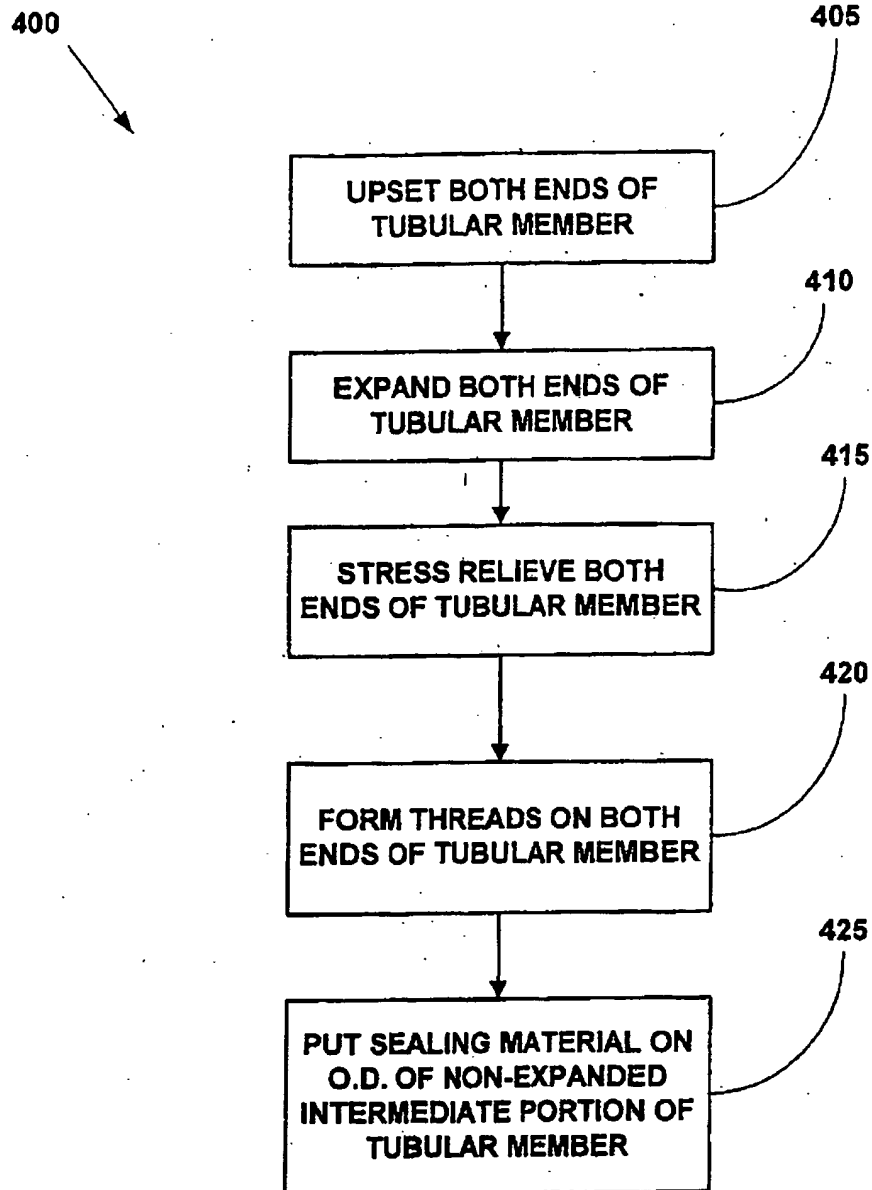 400
405
UPSET BOTH ENDS OF
TUBULAR MEMBER
410
EXPAND BOTH ENDS OF
TUBULAR MEMBER
415
STRESS RELIEVE BOTH
ENDS OF TUBULAR MEMBER
420
FORM THREADS ON BOTH
ENDS OF TUBULAR MEMBER
425
PUT SEALING MATERIAL ON
O.D. OF NON-EXPANDED
INTERMEDIATE PORTION OF
TUBULAR MEMBER